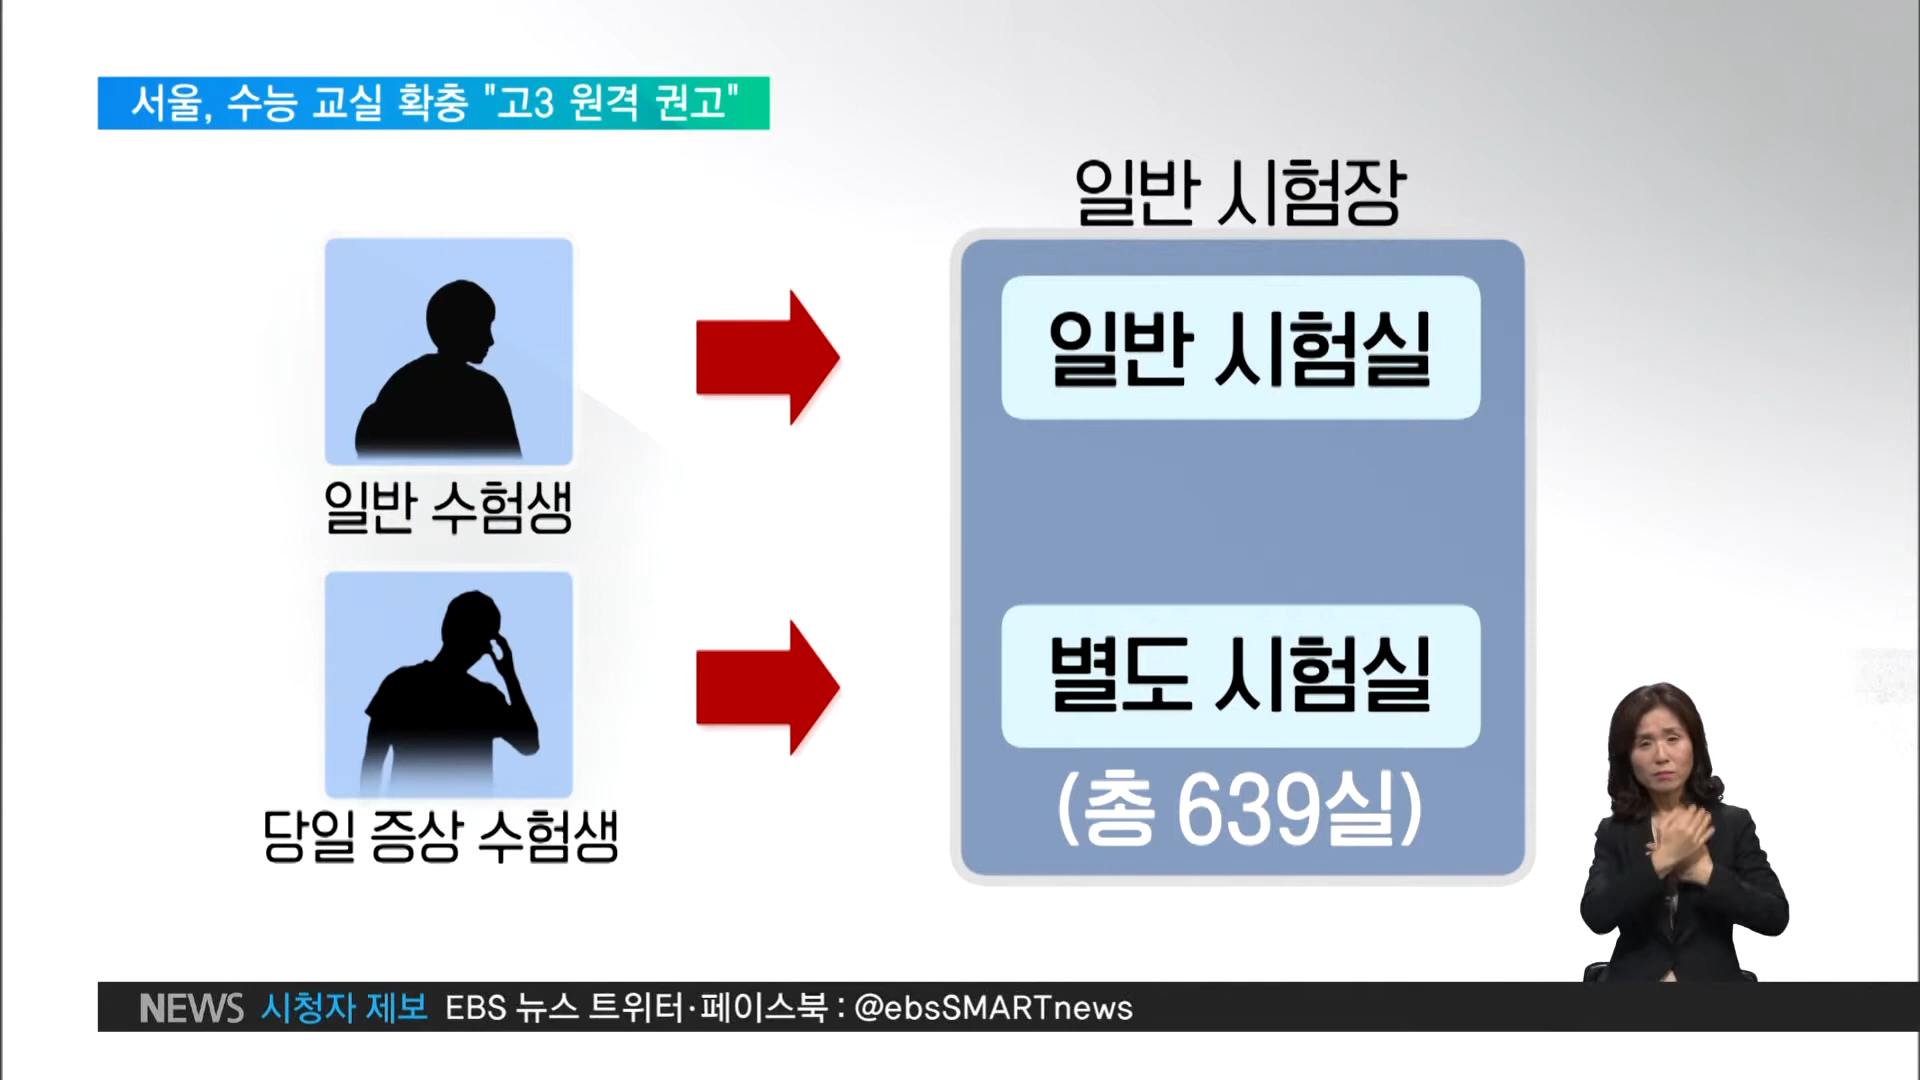 서울, 수능 교실 확충 "고3 원격 권고"
일반 시험장
일반 시험실
일반 수험생
별도 시험실
(총 639실)
당일 증상 수험생
NEWS 시청자 제보 EBS 뉴스 트위터·페이스북 : @ebsSMARTnews